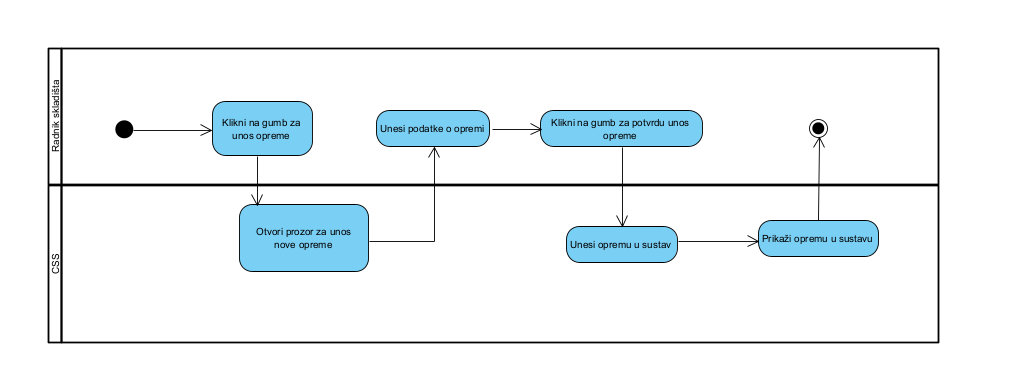 Radnik skladišta
Klikni na gumb za
unos opreme
Unesi podatke o opremi
Klikni na gumb za potvrdu unos
opreme
CSS
Otvori prozor za unos
nove opreme
Unesi opremu u sustav
Prikaži opremu u sustavu